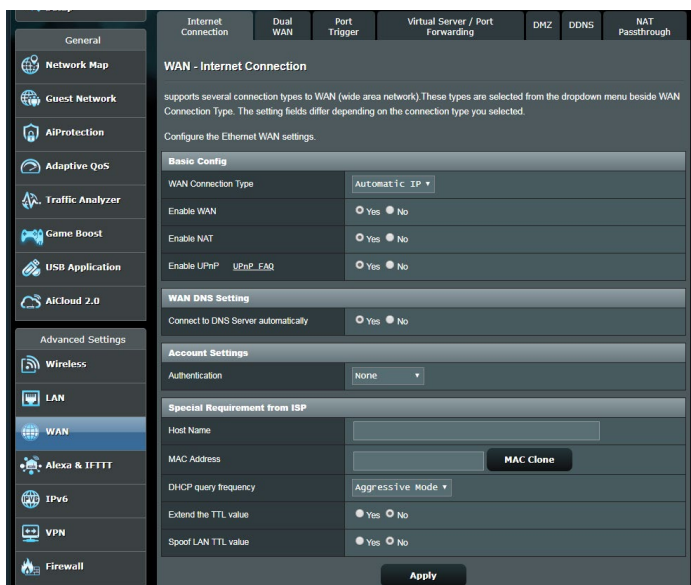 General
Network Map
Guest Network
AiProtection
Adaptive QoS
Traffic Analyzer
Game Boost
USB Application
AiCloud 2.0
Advanced Settings
Wireless
LAN
WAN
Alexa & IFTTT
IPv6
VPN
Firewall
Internet Connection
Dual WAN
Port Trigger
Virtual Server / Port Forwarding
DMZ
DDNS
NAT Passthrough
WAN - Internet Connection
supports several connection types to WAN (wide area network).These types are selected from the dropdown menu beside WAN
Connection Type. The setting fields differ depending on the connection type you selected.
Configure the Ethernet WAN settings.
Basic Config
WAN Connection Type Automatic IP
Enable WAN Yes No
Enable NAT Yes No
Enable UPnP UPnP FAQ Yes No
WAN DNS Setting
Connect to DNS Server automatically Yes No
Account Settings
Authentication None
Special Requirement from ISP
Host Name
MAC Address MAC Clone
DHCP query frequency Aggressive Mode
Extend the TTL value Yes No
Spoof LAN TTL value Yes No
Apply